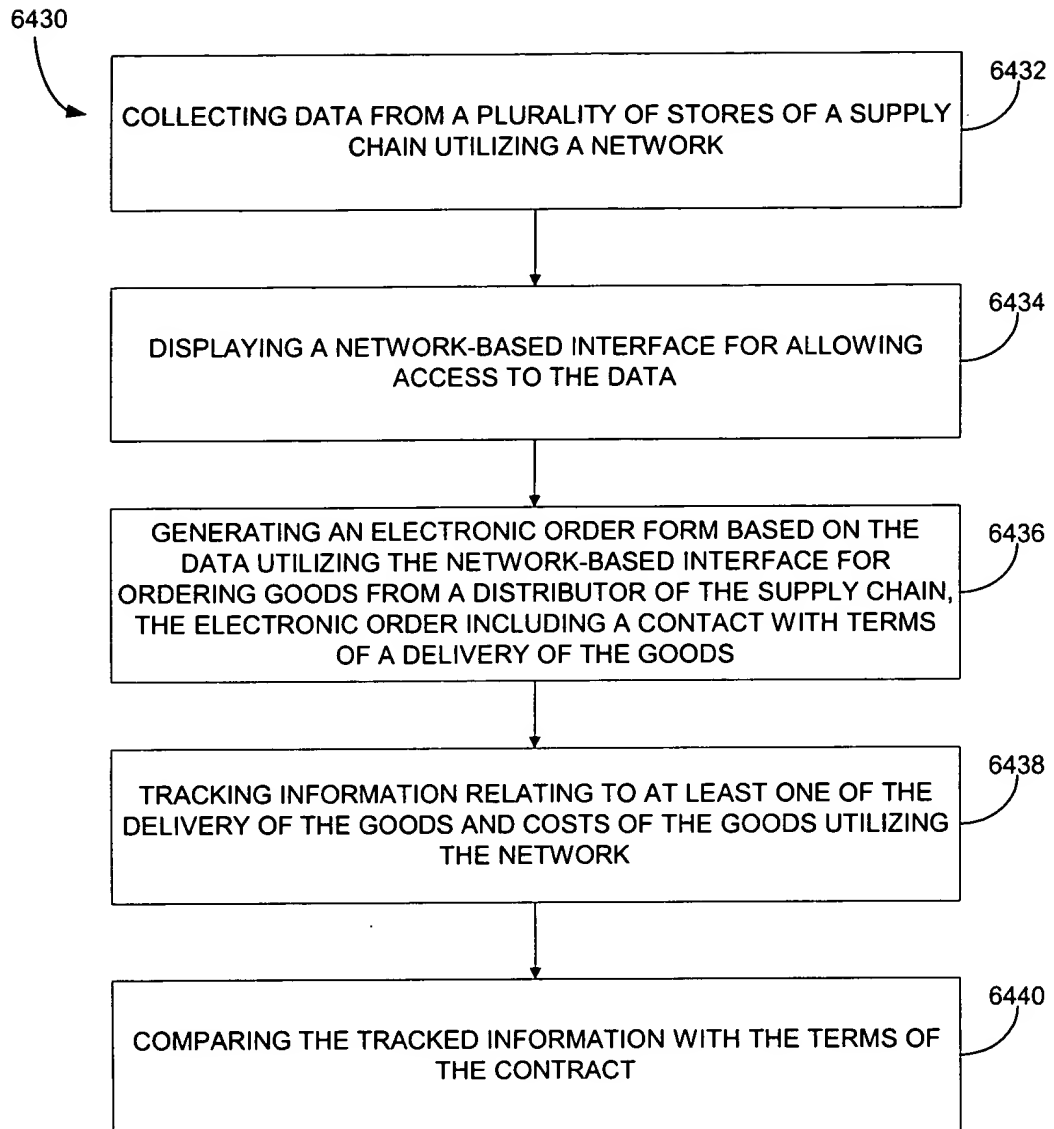 6430
6432
COLLECTING DATA FROM A PLURALITY OF STORES OF A SUPPLY
CHAIN UTILIZING A NETWORK
6434
DISPLAYING A NETWORK-BASED INTERFACE FOR ALLOWING
ACCESS TO THE DATA
6436
GENERATING AN ELECTRONIC ORDER FORM BASED ON THE
DATA UTILIZING THE NETWORK-BASED INTERFACE FOR
ORDERING GOODS FROM A DISTRIBUTOR OF THE SUPPLY CHAIN,
THE ELECTRONIC ORDER INCLUDING A CONTACT WITH TERMS
OF A DELIVERY OF THE GOODS
6438
TRACKING INFORMATION RELATING TO AT LEAST ONE OF THE
DELIVERY OF THE GOODS AND COSTS OF THE GOODS UTILIZING
THE NETWORK
6440
COMPARING THE TRACKED INFORMATION WITH THE TERMS OF
THE CONTRACT